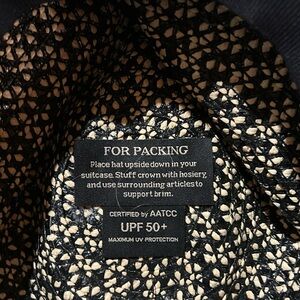 FOR PACKING
Place hat upside down in your
suitcase. Stuff crown with hosiery,
and use surrounding articles to
support brim.
CERTIFIED by AATCC
UPF 50+
MAXIMUM UV PROTECTION